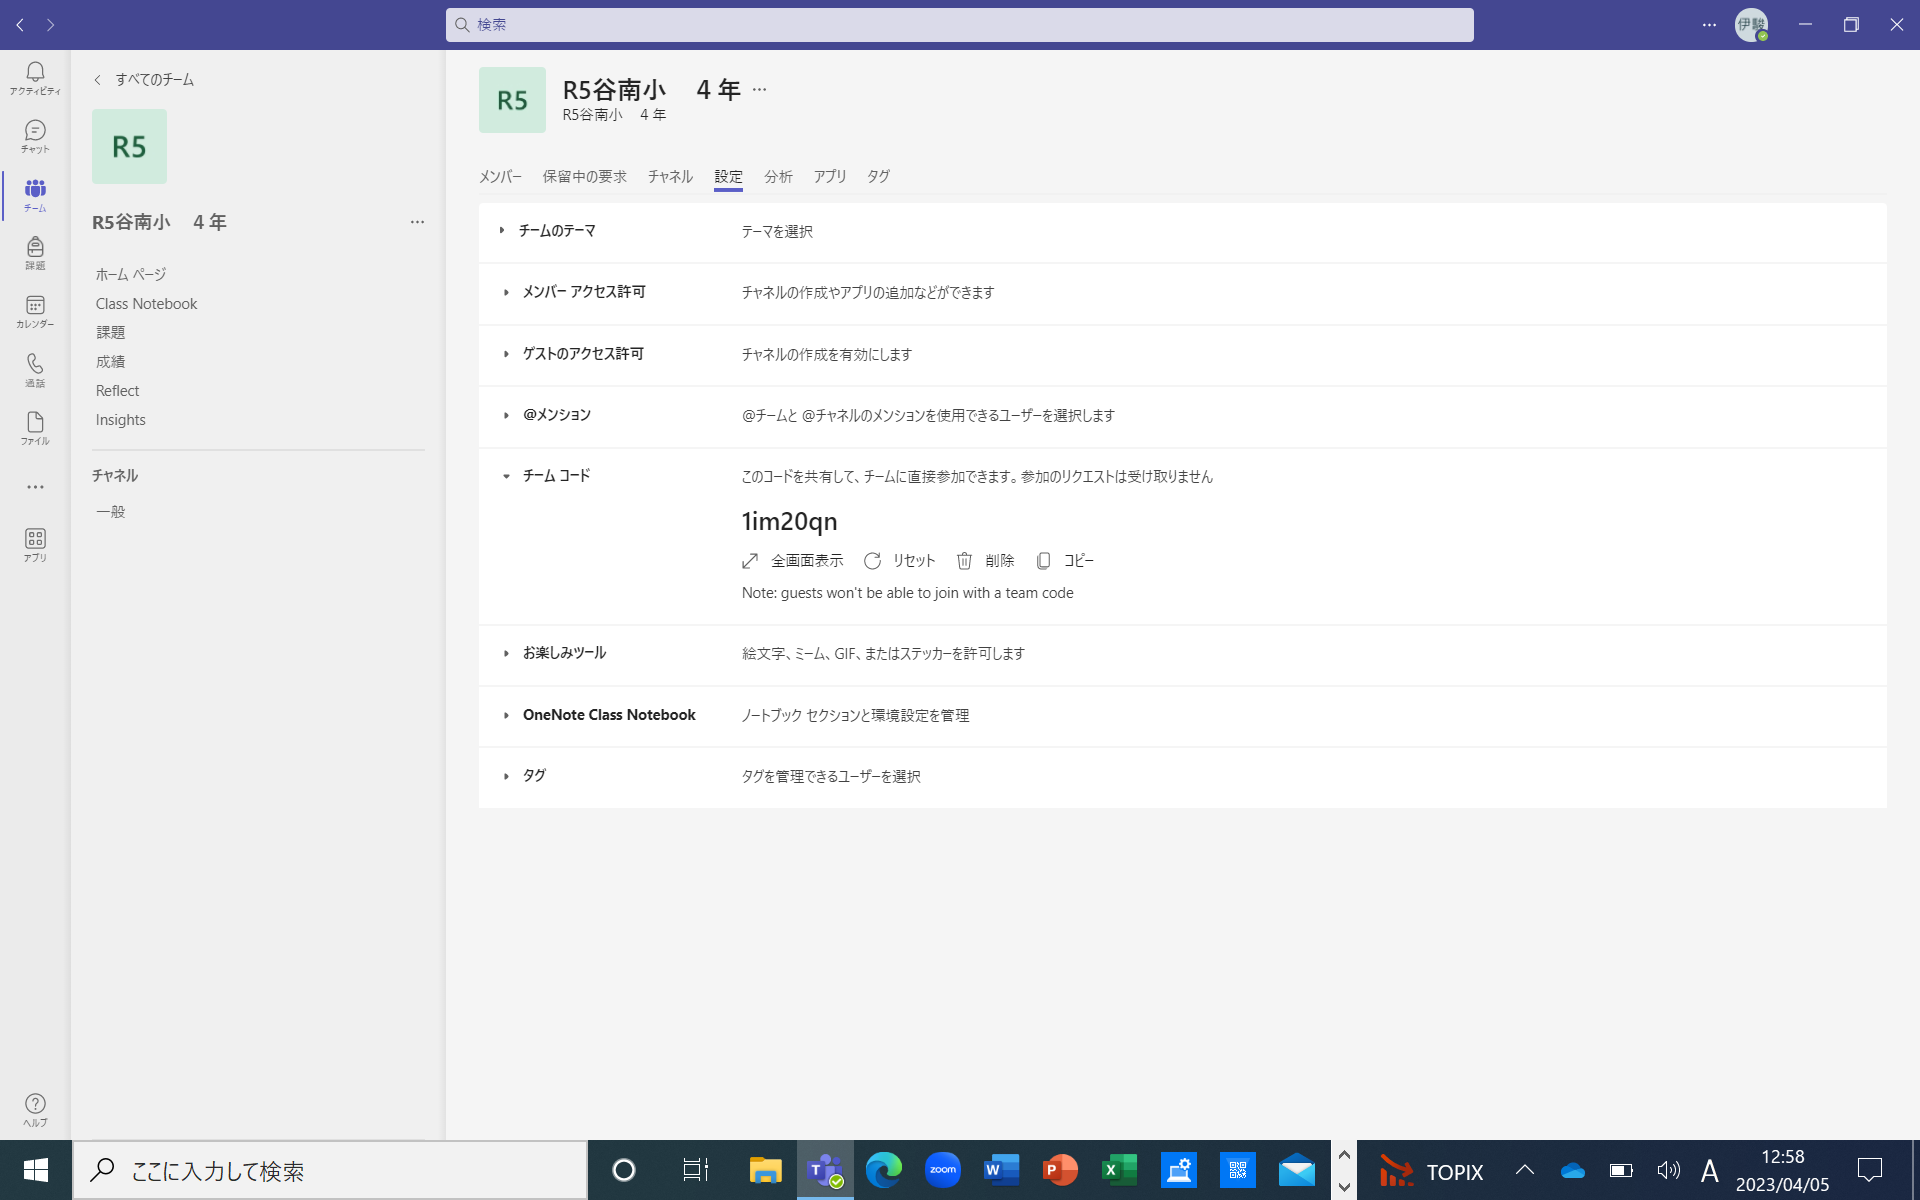 検索
伊駿
アクティビティ
チャット
チーム
課題
カレンダー
通話
ファイル
アプリ
ヘルプ
すべてのチーム
R5
R5谷南小　4 年
ホーム ページ
Class Notebook
課題
成績
Reflect
Insights
チャネル
一般
R5
R5谷南小　4 年
R5谷南小　4 年
メンバー 保留中の要求 チャネル 設定 分析 アプリ タグ
チームのテーマ テーマを選択
メンバー アクセス許可 チャネルの作成やアプリの追加などができます
ゲストのアクセス許可 チャネルの作成を有効にします
@メンション @チームと @チャネルのメンションを使用できるユーザーを選択します
チーム コード このコードを共有して、チームに直接参加できます。参加のリクエストは受け取りません
1im20qn
全画面表示 リセット 削除 コピー
Note: guests won't be able to join with a team code
お楽しみツール 絵文字、ミーム、GIF、またはステッカーを許可します
OneNote Class Notebook ノートブック セクションと環境設定を管理
タグ タグを管理できるユーザーを選択
ここに入力して検索
T
zoom
W
P
X
TOPIX
A
12:58
2023/04/05